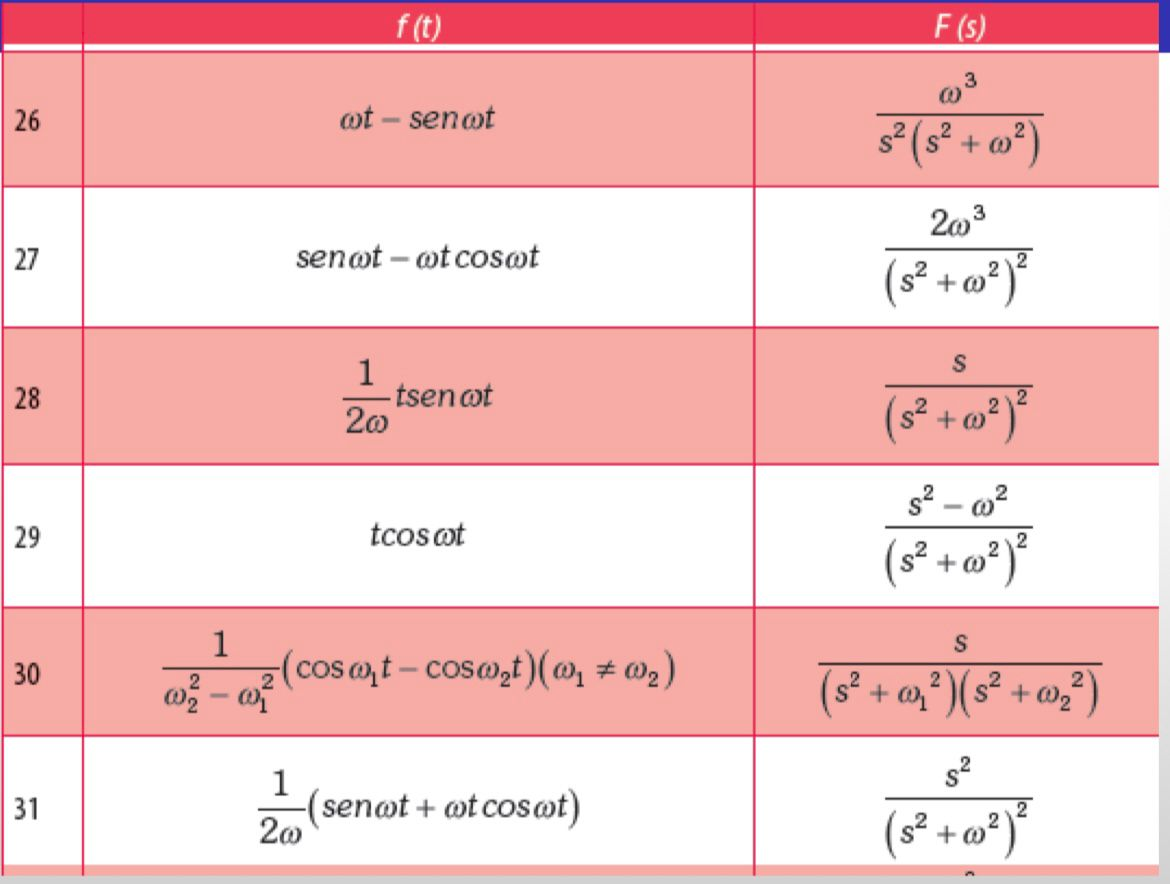 f (t) F (s)
26 ωt – senωt ω³ / s²(s² + ω²)
27 senωt – ωt cosωt 2ω³ / (s² + ω²)²
28 1 / 2ω tsenωt s / (s² + ω²)²
29 tcosωt s² – ω² / (s² + ω²)²
30 1 / ω₂² – ω₁² (cosω₁t – cosω₂t)(ω₁ ≠ ω₂) s / (s² + ω₁²)(s² + ω₂²)
31 1 / 2ω (senωt + ωt cosωt) s² / (s² + ω²)²